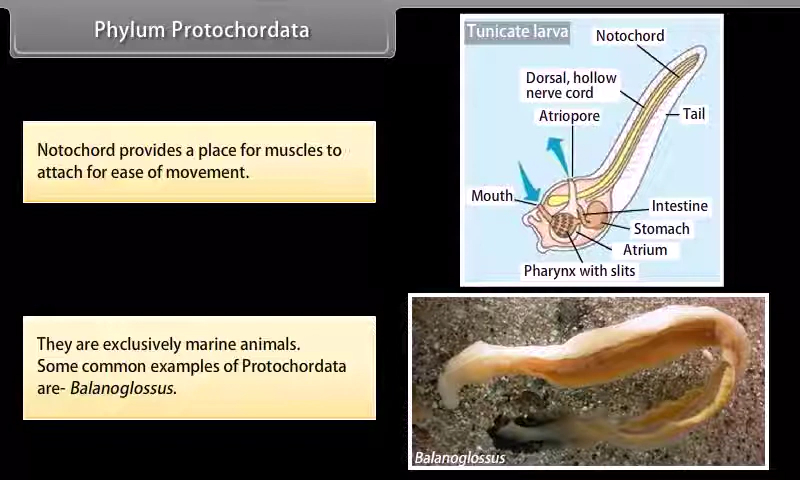 Phylum Protochordata
Notochord provides a place for muscles to
attach for ease of movement.
They are exclusively marine animals.
Some common examples of Protochordata
are- Balanoglossus.
Tunicate larva
Notochord
Dorsal, hollow
nerve cord
Atriopore
Tail
Mouth
Intestine
Stomach
Atrium
Pharynx with slits
Balanoglossus